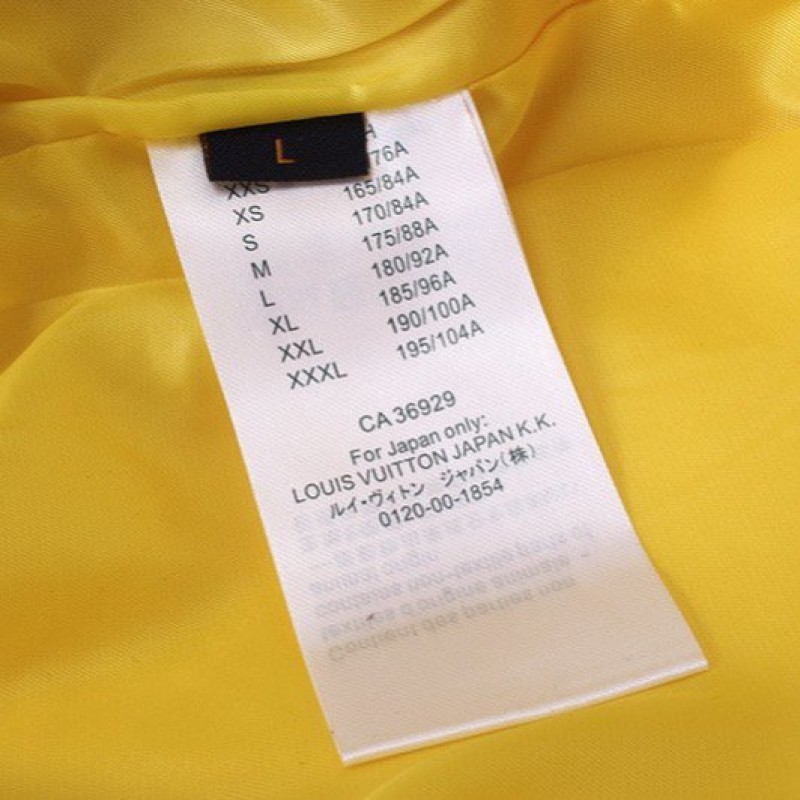 L
XXS 76A
XS 165/84A
S 170/84A
M 175/88A
L 180/92A
XL 185/96A
XXL 190/100A
XXXL 195/104A
CA 36929
For Japan only:
LOUIS VUITTON JAPAN K.K.
ルイ・ヴィトン ジャパン(株)
0120-00-1854